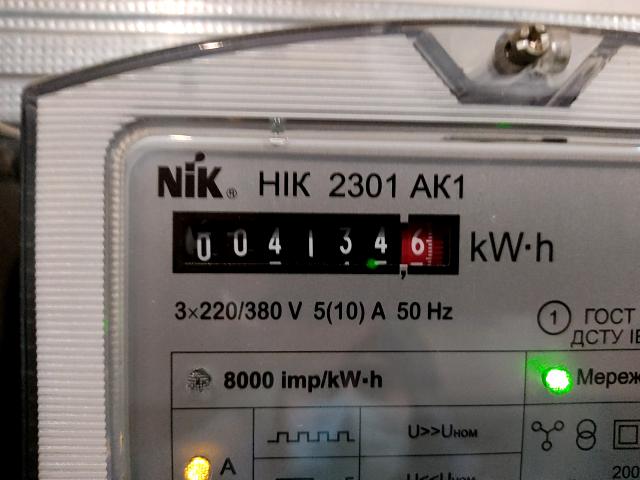 NiK® НІК 2301 АК1
0041346 kW·h
3×220/380 V 5(10) A 50 Hz
1 ГОСТ
ДСТУ ІЕ
8000 imp/kW·h
Мереж
A
U>>Uном
U<<Uном
200